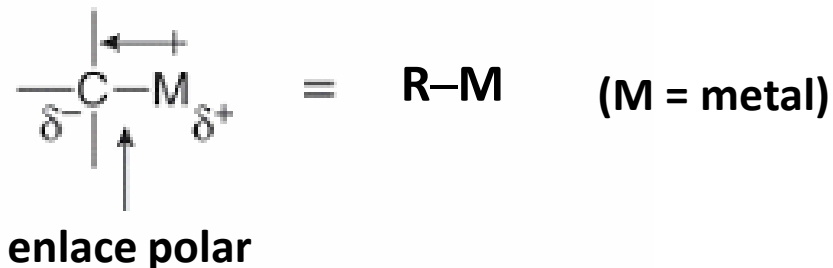 C—M = R–M (M = metal)
δ− δ+
enlace polar